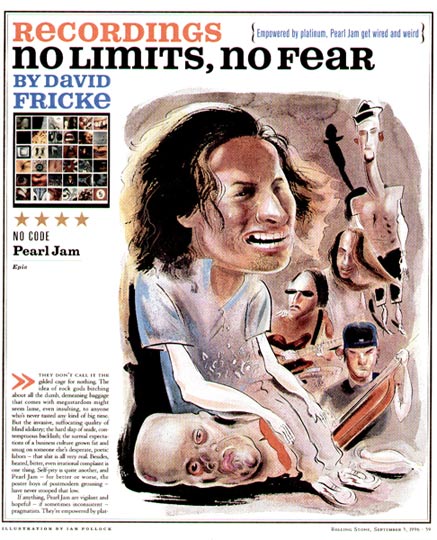 RECORDINGS
{ Empowered by platinum, Pearl Jam get wired and weird }
NO LIMITS, NO FEAR
BY DAVID
FRICKE
NO CODE
Pearl Jam
Epic
THEY DON'T CALL IT THE
gilded cage for nothing. The
idea of rock gods bitching
about all the dumb, demeaning baggage
that comes with megastardom might
seem lame, even insulting, to anyone
who's never tasted any kind of big time.
But the invasive, suffocating quality of
blind idolatry; the hard slap of snide, con-
temptuous backlash; the normal expecta-
tions of a business culture grown fat and
smug on someone else's desperate, poetic
labors – that shit is all very real. Besides,
heated, bitter, even irrational complaint is
one thing. Self-pity is quite another, and
Pearl Jam – for better or worse, the
poster boys of postmodern grousing –
have never stooped that low.
If anything, Pearl Jam are vigilant and
hopeful – if sometimes inconsistent –
pragmatists. They're empowered by plat-
ILLUSTRATION BY IAN POLLOCK
ROLLING STONE, SEPTEMBER 5, 1996 · 59